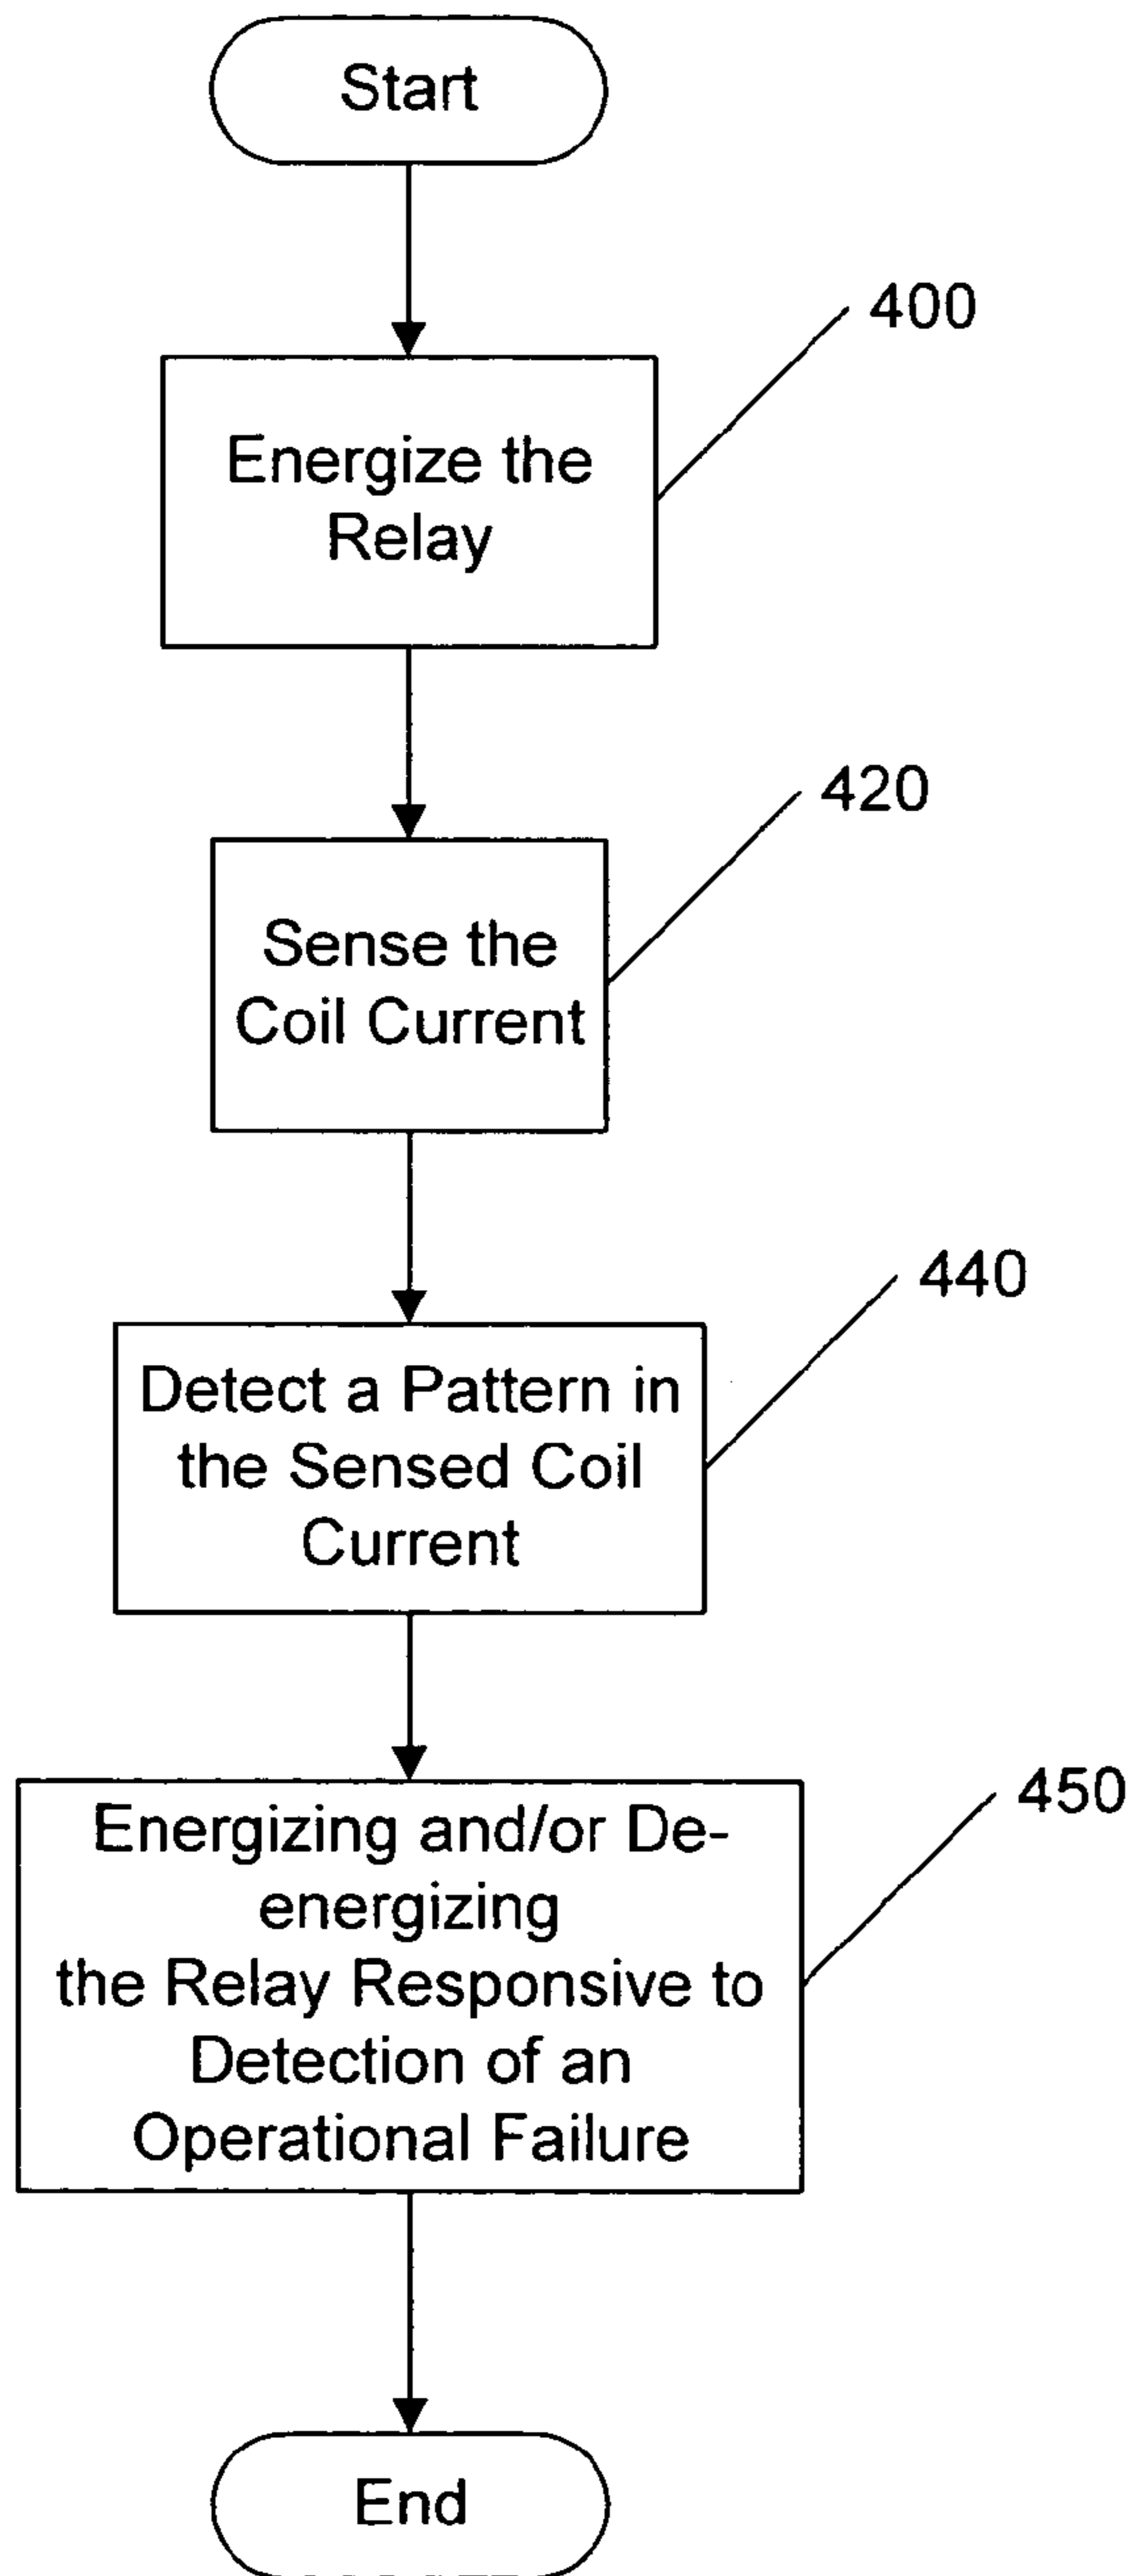 Start
400
Energize the
Relay
420
Sense the
Coil Current
440
Detect a Pattern in
the Sensed Coil
Current
450
Energizing and/or De-
energizing
the Relay Responsive to
Detection of an
Operational Failure
End